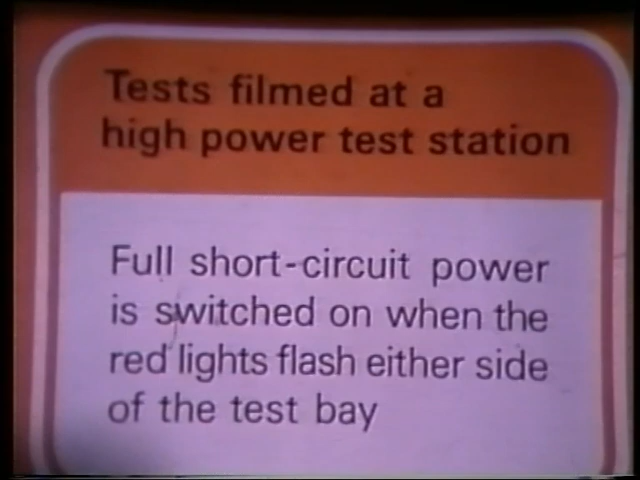 Tests filmed at a
high power test station
Full short-circuit power
is switched on when the
red lights flash either side
of the test bay